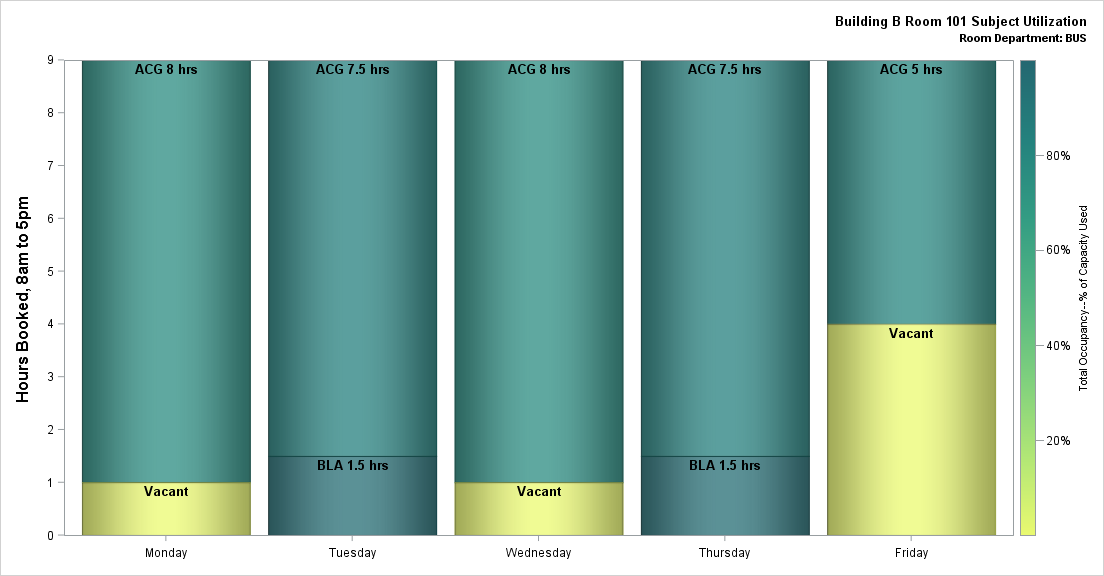 Building B Room 101 Subject Utilization
Room Department: BUS
Hours Booked, 8am to 5pm
9
8
7
6
5
4
3
2
1
0
ACG 8 hrs
Vacant
ACG 7.5 hrs
BLA 1.5 hrs
ACG 8 hrs
Vacant
ACG 7.5 hrs
BLA 1.5 hrs
ACG 5 hrs
Vacant
Monday
Tuesday
Wednesday
Thursday
Friday
80%
60%
40%
20%
Total Occupancy--% of Capacity Used